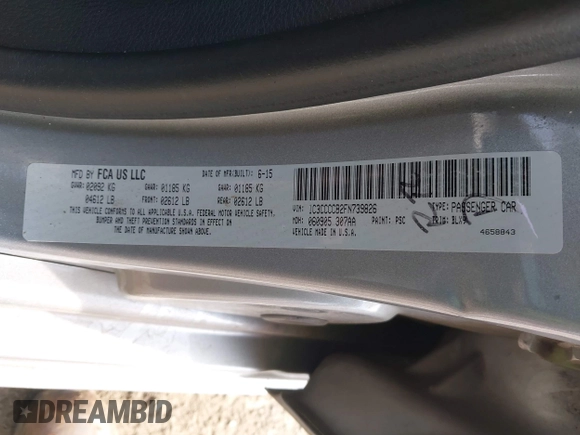 MFD BY FCA US LLC DATE OF MFR(BUILT): 6-15
GVWR: 02092 KG GAWR: 01185 KG GAWR: 01185 KG
04612 LB FRONT: 02612 LB REAR: 02612 LB
THIS VEHICLE CONFORMS TO ALL U.S.A. FEDERAL MOTOR VEHICLE SAFETY,
BUMPER AND THEFT PREVENTION STANDARDS IN EFFECT ON
THE DATE OF MANUFACTURE SHOWN ABOVE.
VIN: 1C3CCCCB2FN739826 TYPE: PASSENGER CAR
MDH: 060905 307AA PAINT: PSC TRIM: BLX9
VEHICLE MADE IN U.S.A. 4658843
DREAMBID